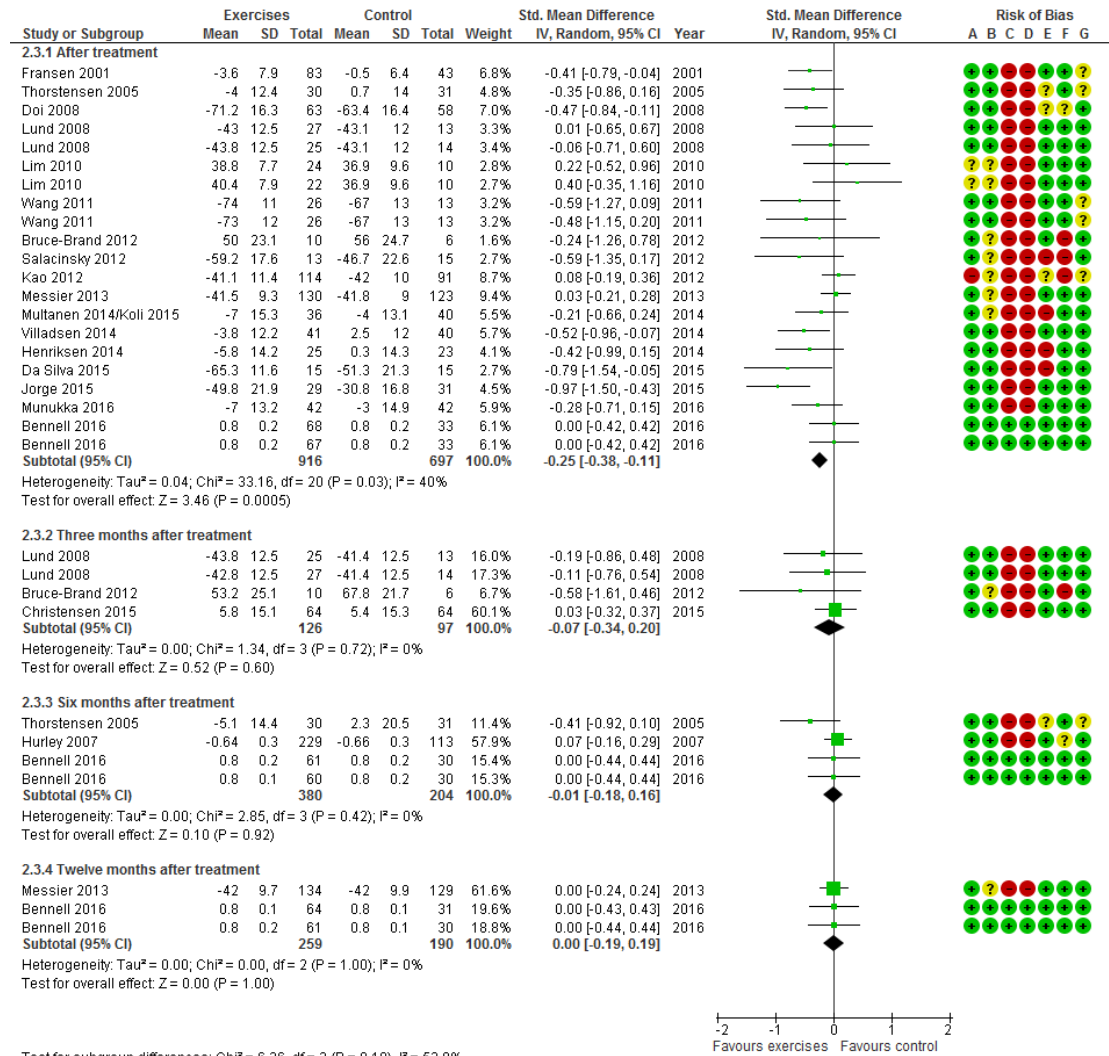 Exercises Control Std. Mean Difference Std. Mean Difference Risk of Bias
Study or Subgroup Mean SD Total Mean SD Total Weight IV, Random, 95% CI Year IV, Random, 95% CI A B C D E F G
2.3.1 After treatment
Fransen 2001 -3.6 7.9 83 -0.5 6.4 43 6.8% -0.41 [-0.79, -0.04] 2001 + + - - + + ?
Thorstensen 2005 -4 12.4 30 0.7 14 31 4.8% -0.35 [-0.86, 0.16] 2005 + + - - ? + ?
Doi 2008 -71.2 16.3 63 -63.4 16.4 58 7.0% -0.47 [-0.84, -0.11] 2008 + + - - ? ? +
Lund 2008 -43 12.5 27 -43.1 12 13 3.3% 0.01 [-0.65, 0.67] 2008 + + - - + + +
Lund 2008 -43.8 12.5 25 -43.1 12 14 3.4% -0.06 [-0.71, 0.60] 2008 + + - - + + +
Lim 2010 38.8 7.7 24 36.9 9.6 10 2.8% 0.22 [-0.52, 0.96] 2010 ? ? - - + + +
Lim 2010 40.4 7.9 22 36.9 9.6 10 2.7% 0.40 [-0.35, 1.16] 2010 ? ? - - + + +
Wang 2011 -74 11 26 -67 13 13 3.2% -0.59 [-1.27, 0.09] 2011 + + - - + + ?
Wang 2011 -73 12 26 -67 13 13 3.2% -0.48 [-1.15, 0.20] 2011 + + - - + + ?
Bruce-Brand 2012 50 23.1 10 56 24.7 6 1.6% -0.24 [-1.26, 0.78] 2012 + ? - - + - +
Salacinsky 2012 -59.2 17.6 13 -46.7 22.6 15 2.7% -0.59 [-1.35, 0.17] 2012 + ? - - - - +
Kao 2012 -41.1 11.4 114 -42 10 91 8.7% 0.08 [-0.19, 0.36] 2012 - ? - - ? - ?
Messier 2013 -41.5 9.3 130 -41.8 9 123 9.4% 0.03 [-0.21, 0.28] 2013 + ? - - + + +
Multanen 2014/Koli 2015 -7 15.3 36 -4 13.1 40 5.6% -0.21 [-0.66, 0.24] 2014 + ? - - - + +
Villadsen 2014 -3.8 12.2 41 2.5 12 40 5.7% -0.52 [-0.96, -0.07] 2014 + + - - + + +
Henriksen 2014 -5.8 14.2 25 0.3 14.3 23 4.1% -0.42 [-0.99, 0.15] 2014 + + - - - + +
Da Silva 2015 -65.3 11.6 15 -51.3 21.3 15 2.8% -0.79 [-1.54, -0.05] 2015 + + - - - + +
Jorge 2015 -49.8 21.9 29 -30.8 16.8 31 4.5% -0.97 [-1.50, -0.43] 2015 + + - - + + +
Munukka 2016 -7 13.2 42 -3 14.9 42 5.9% -0.28 [-0.71, 0.15] 2016 + + - - + + +
Bennell 2016 0.8 0.2 68 0.8 0.2 33 6.1% 0.00 [-0.42, 0.42] 2016 + + + + + + +
Bennell 2016 0.8 0.2 67 0.8 0.2 33 6.1% 0.00 [-0.42, 0.42] 2016 + + + + + + +
Subtotal (95% CI) 916 697 100.0% -0.25 [-0.38, -0.11]
Heterogeneity: Tau² = 0.04; Chi² = 33.16, df = 20 (P = 0.03); I² = 40%
Test for overall effect: Z = 3.46 (P = 0.0005)
2.3.2 Three months after treatment
Lund 2008 -43.8 12.5 25 -41.4 12.5 13 16.0% -0.19 [-0.86, 0.48] 2008 + + - - + + +
Lund 2008 -42.8 12.5 27 -41.4 12.5 14 17.3% -0.11 [-0.76, 0.54] 2008 + + - - + + +
Bruce-Brand 2012 53.2 25.1 10 67.8 21.7 6 6.7% -0.58 [-1.61, 0.46] 2012 + ? - - + - +
Christensen 2015 5.8 15.1 64 5.4 15.3 64 60.1% 0.03 [-0.32, 0.37] 2015 + + - - + + +
Subtotal (95% CI) 126 97 100.0% -0.07 [-0.34, 0.20]
Heterogeneity: Tau² = 0.00; Chi² = 1.34, df = 3 (P = 0.72); I² = 0%
Test for overall effect: Z = 0.52 (P = 0.60)
2.3.3 Six months after treatment
Thorstensen 2005 -5.1 14.4 30 2.3 20.5 31 11.4% -0.41 [-0.92, 0.10] 2005 + + - - ? + ?
Hurley 2007 -0.64 0.3 229 -0.66 0.3 113 57.9% 0.07 [-0.16, 0.29] 2007 + + - - + ? +
Bennell 2016 0.8 0.2 61 0.8 0.2 30 15.4% 0.00 [-0.44, 0.44] 2016 + + + + + + +
Bennell 2016 0.8 0.1 60 0.8 0.2 30 15.3% 0.00 [-0.44, 0.44] 2016 + + + + + + +
Subtotal (95% CI) 380 204 100.0% -0.01 [-0.18, 0.16]
Heterogeneity: Tau² = 0.00; Chi² = 2.85, df = 3 (P = 0.42); I² = 0%
Test for overall effect: Z = 0.10 (P = 0.92)
2.3.4 Twelve months after treatment
Messier 2013 -42 9.7 134 -42 9.9 129 61.6% 0.00 [-0.24, 0.24] 2013 + ? - - + + +
Bennell 2016 0.8 0.1 64 0.8 0.1 31 19.6% 0.00 [-0.43, 0.43] 2016 + + + + + + +
Bennell 2016 0.8 0.2 61 0.8 0.1 30 18.8% 0.00 [-0.44, 0.44] 2016 + + + + + + +
Subtotal (95% CI) 259 190 100.0% 0.00 [-0.19, 0.19]
Heterogeneity: Tau² = 0.00; Chi² = 0.00, df = 2 (P = 1.00); I² = 0%
Test for overall effect: Z = 0.00 (P = 1.00)
-2 -1 0 1 2
Favours exercises Favours control
Test for subgroup differences: Chi² =